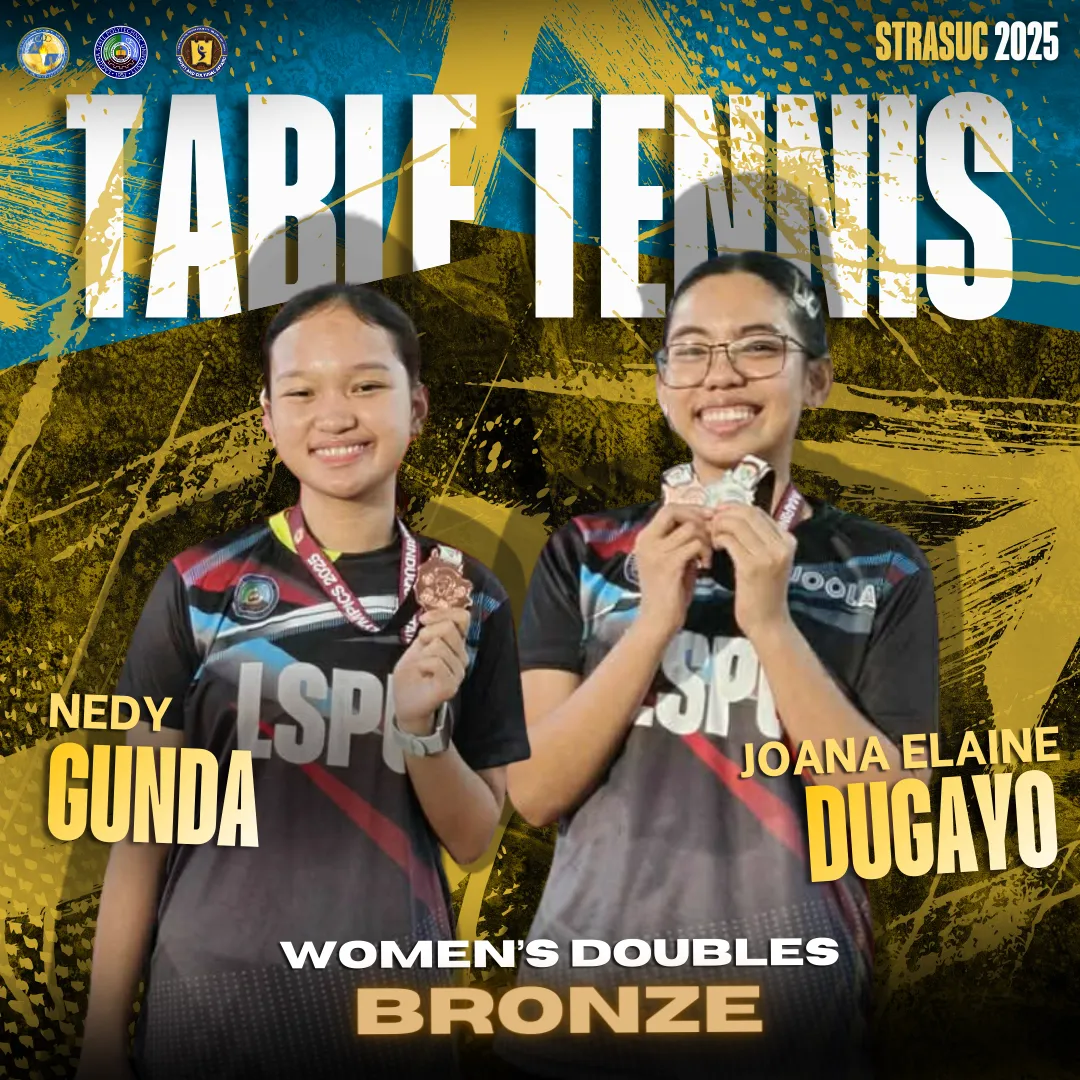 STRASUC 2025
TABLE TENNIS
JOOLA
LSPU
LSPU
NEDY
GUNDA
JOANA ELAINE
DUGAYO
WOMEN'S DOUBLES
BRONZE